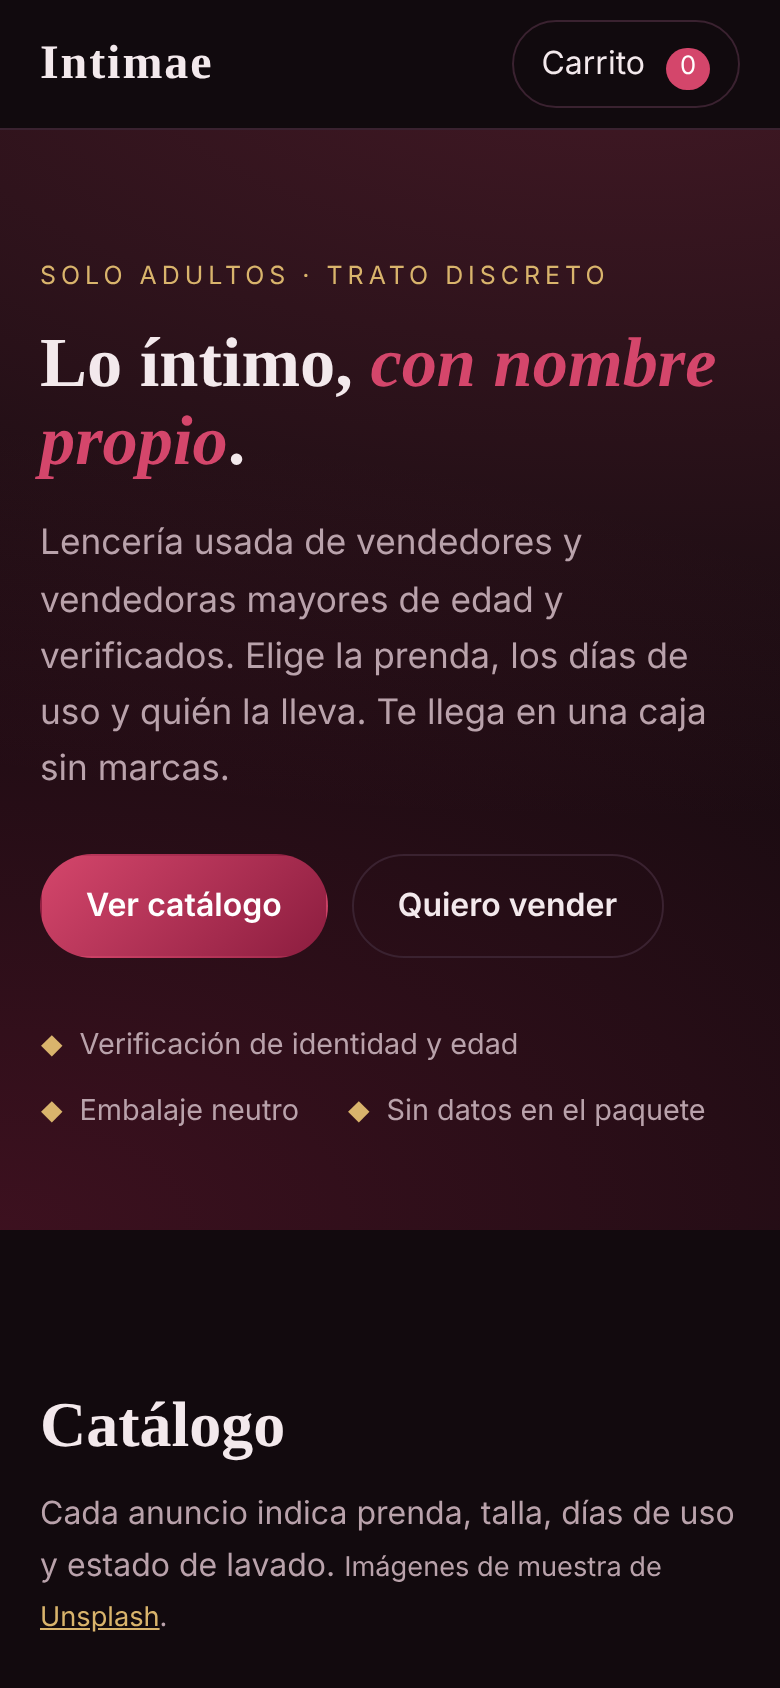 Intimae
Carrito 0
SOLO ADULTOS · TRATO DISCRETO
Lo íntimo, con nombre
propio.
Lencería usada de vendedores y
vendedoras mayores de edad y
verificados. Elige la prenda, los días de
uso y quién la lleva. Te llega en una caja
sin marcas.
Ver catálogo Quiero vender
◆ Verificación de identidad y edad
◆ Embalaje neutro ◆ Sin datos en el paquete
Catálogo
Cada anuncio indica prenda, talla, días de uso
y estado de lavado. Imágenes de muestra de
Unsplash.